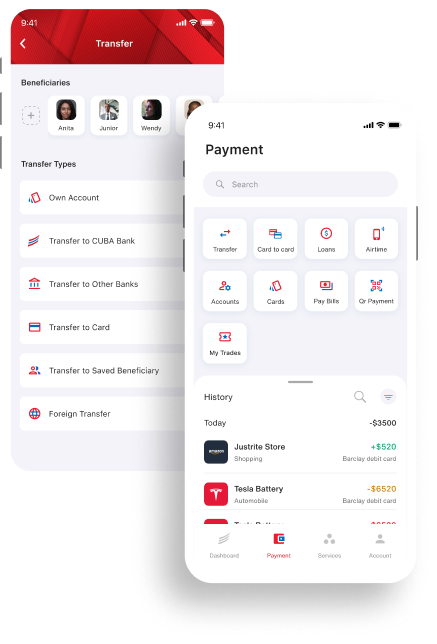 9:41
Transfer
Beneficiaries
Anita
Junior
Wendy
Transfer Types
Own Account
Transfer to CUBA Bank
Transfer to Other Banks
Transfer to Card
Transfer to Saved Beneficiary
Foreign Transfer
9:41
Payment
Search
Transfer
Card to card
Loans
Airtime
Accounts
Cards
Pay Bills
Qr Payment
My Trades
History
Today -$3500
amazon
Justrite Store +$520
Shopping Barclay debit card
Tesla Battery -$6520
Automobile Barclay debit card
Dashboard
Payment
Services
Account